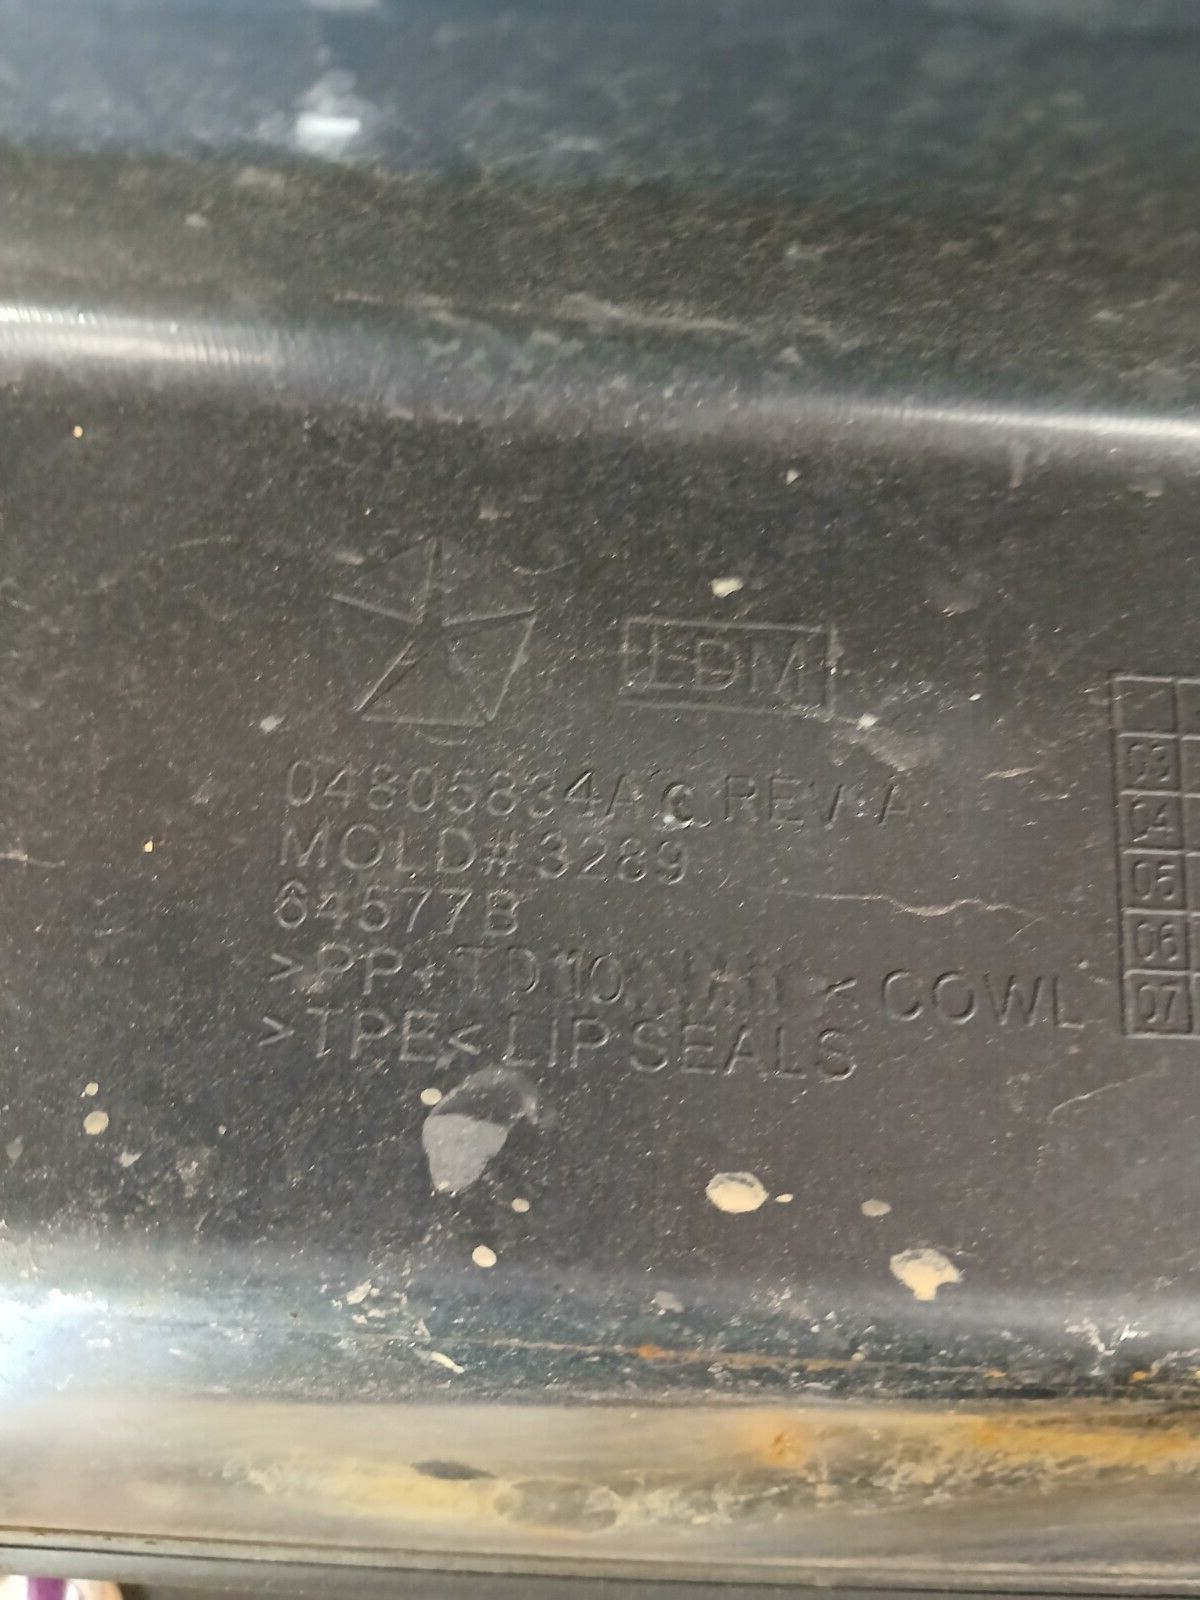 LDM
04805834AC REV:A
MOLD# 3289
64577B
>PP+TD10 < COWL
>TPE< LIP SEALS
03
04
05
06
07